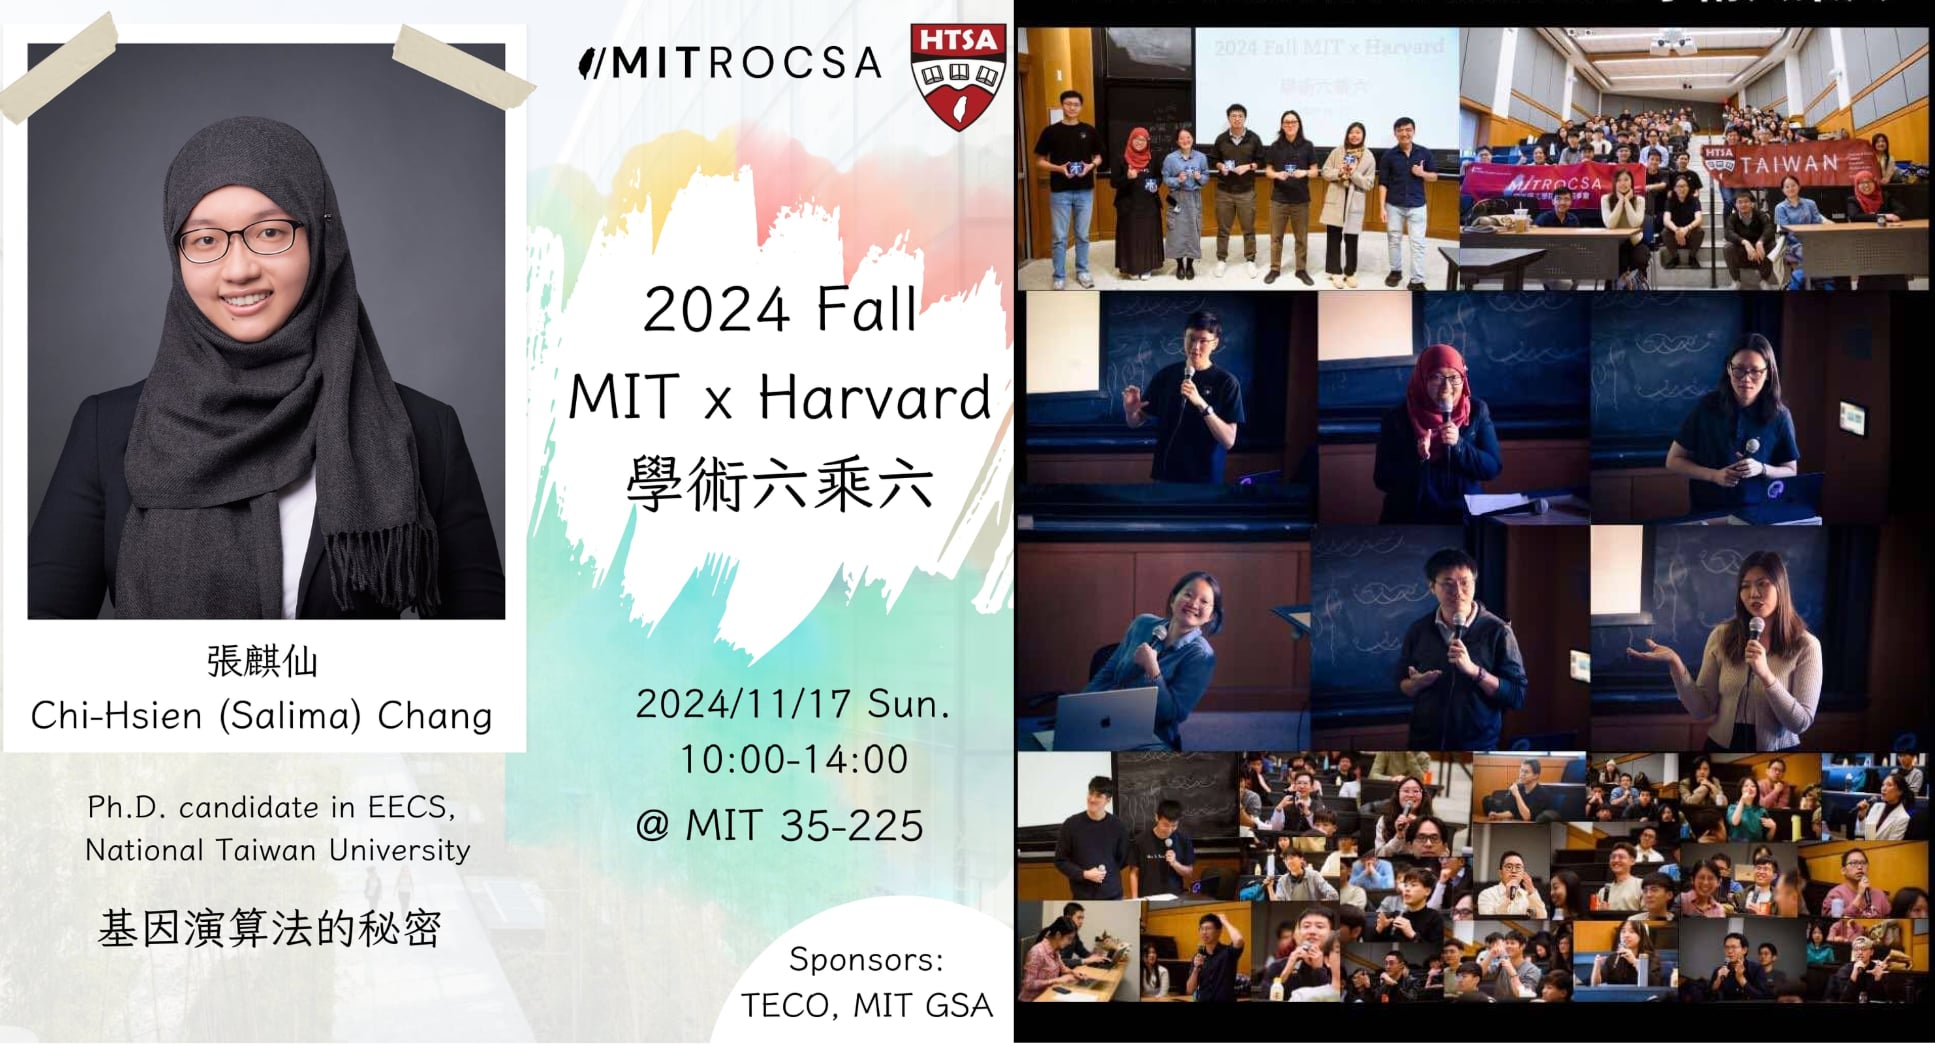 //MITROCSA
HTSA
2024 Fall
MIT x Harvard
學術六乘六
張麒仙
Chi-Hsien (Salima) Chang
Ph.D. candidate in EECS,
National Taiwan University
基因演算法的秘密
2024/11/17 Sun.
10:00-14:00
@ MIT 35-225
Sponsors:
TECO, MIT GSA
2024 Fall MIT x Harvard
學術六乘六
MITROCSA
HTSA
TAIWAN